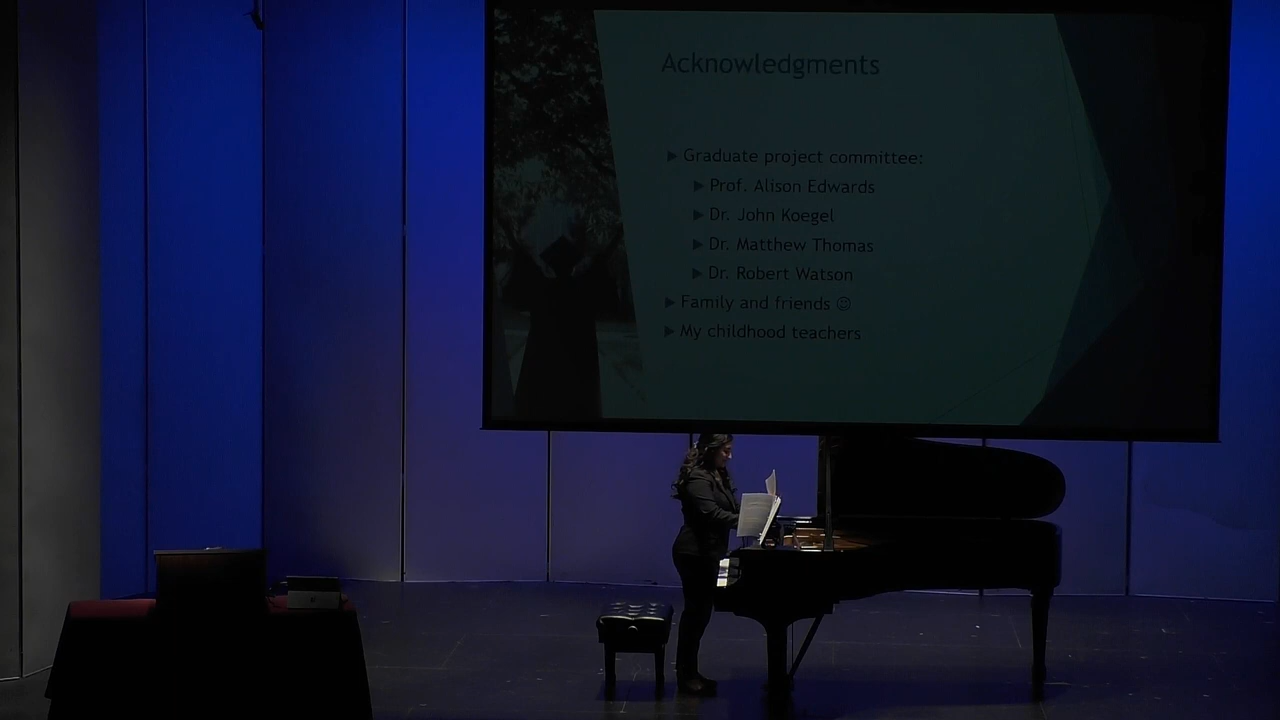 Acknowledgments
Graduate project committee:
Prof. Alison Edwards
Dr. John Koegel
Dr. Matthew Thomas
Dr. Robert Watson
Family and friends ☺
My childhood teachers